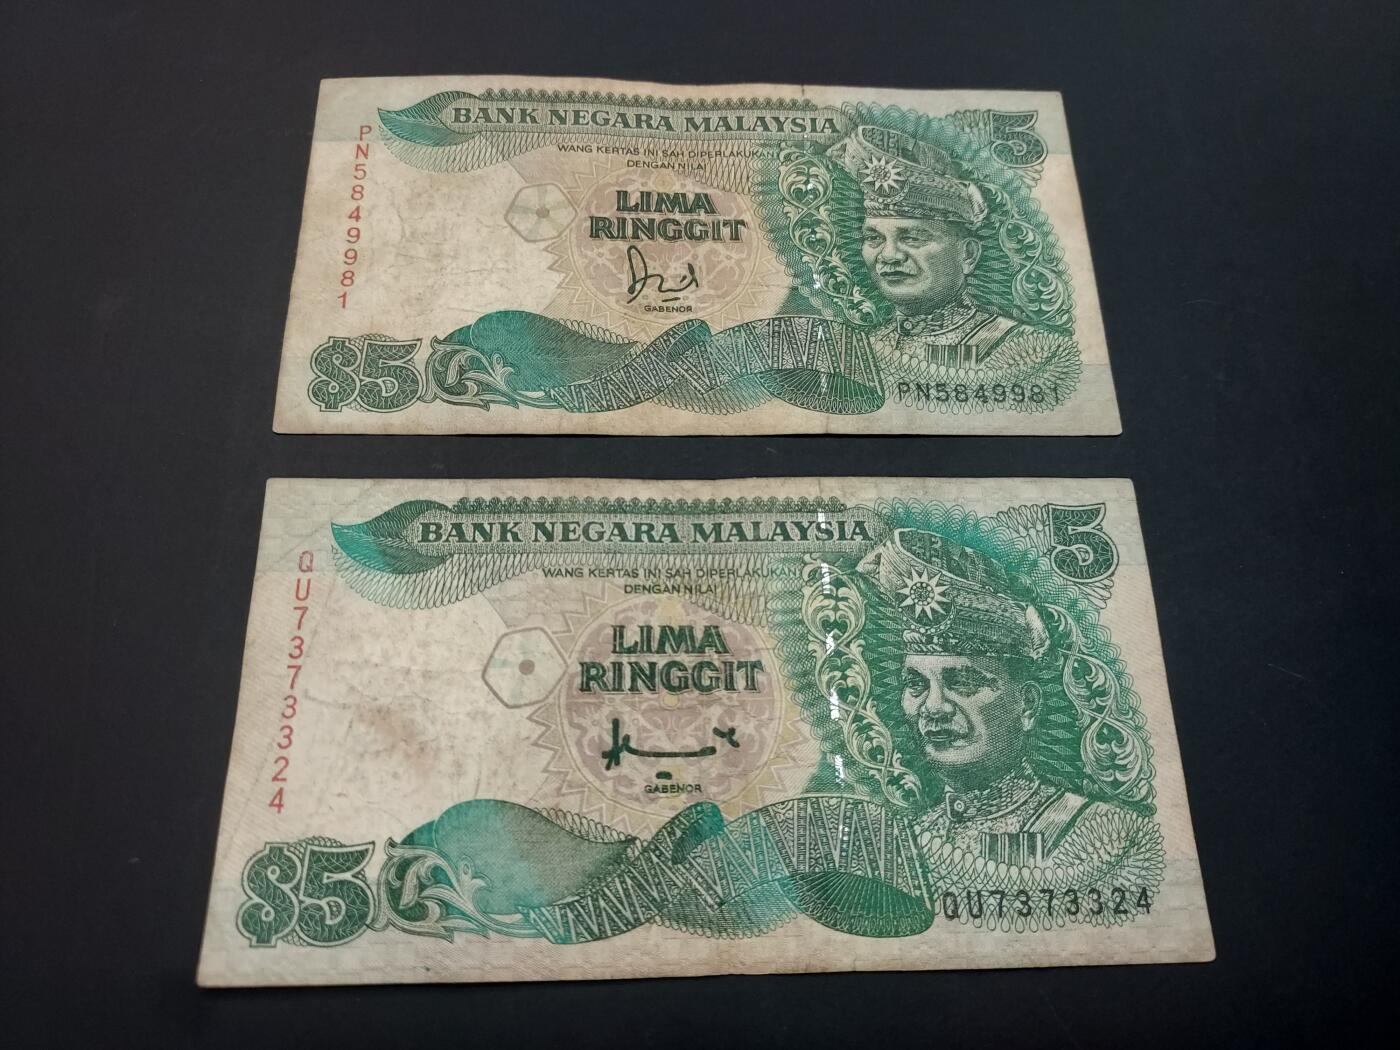 BANK NEGARA MALAYSIA
5
PN5849981
WANG KERTAS INI SAH DIPERLAKUKAN
DENGAN NILAI
LIMA
RINGGIT
GABENOR
$5
PN5849981
BANK NEGARA MALAYSIA
5
QU7373324
WANG KERTAS INI SAH DIPERLAKUKAN
DENGAN NILAI
LIMA
RINGGIT
GABENOR
$5
QU7373324